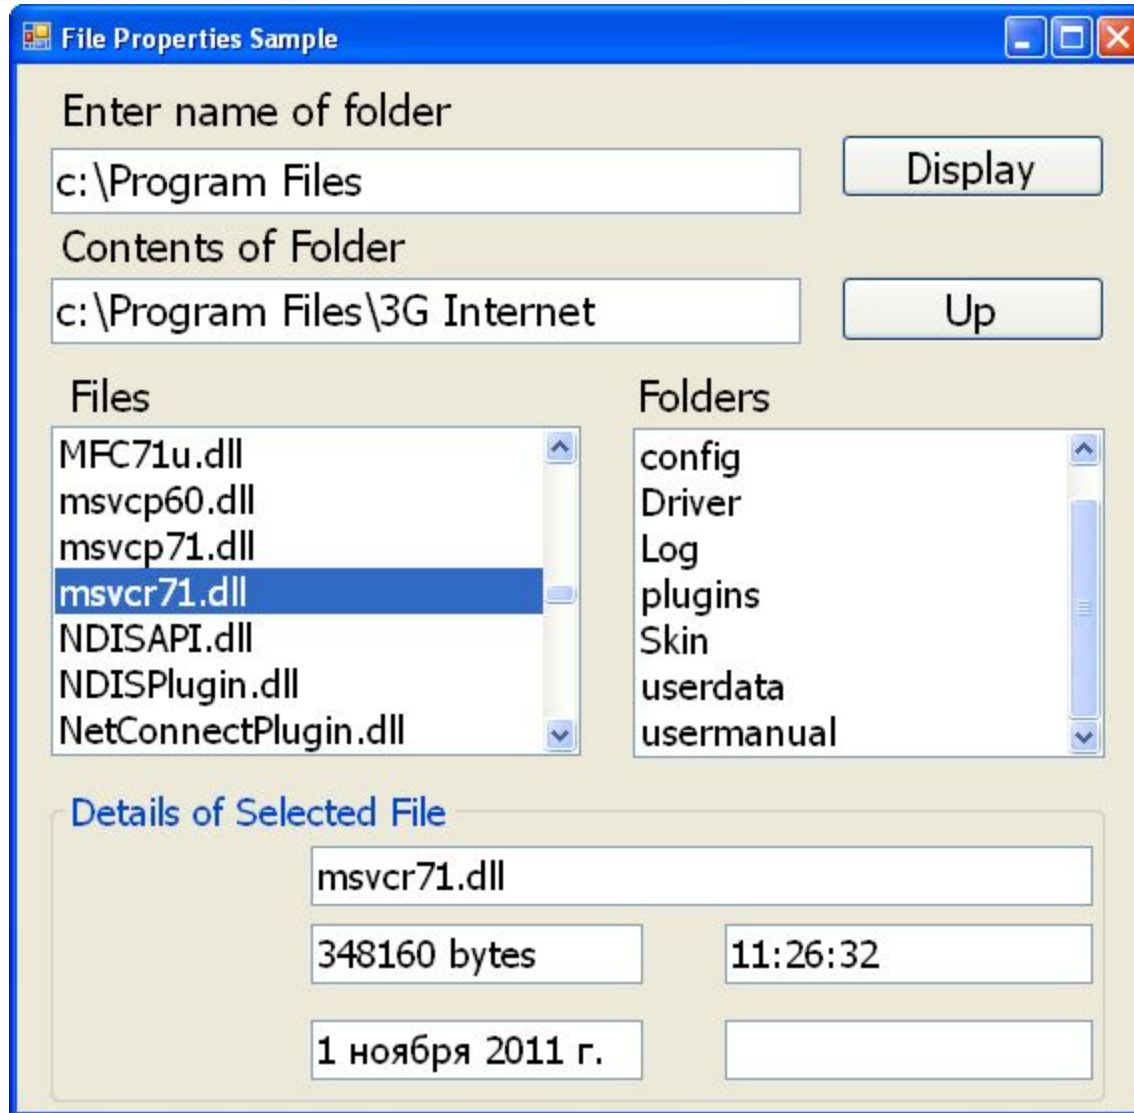 File Properties Sample
Enter name of folder
c:\Program Files
Display
Contents of Folder
c:\Program Files\3G Internet
Up
Files
Folders
MFC71u.dll
msvcp60.dll
msvcp71.dll
msvcr71.dll
NDISAPI.dll
NDISPlugin.dll
NetConnectPlugin.dll
config
Driver
Log
plugins
Skin
userdata
usermanual
Details of Selected File
msvcr71.dll
348160 bytes
11:26:32
1 ноября 2011 г.